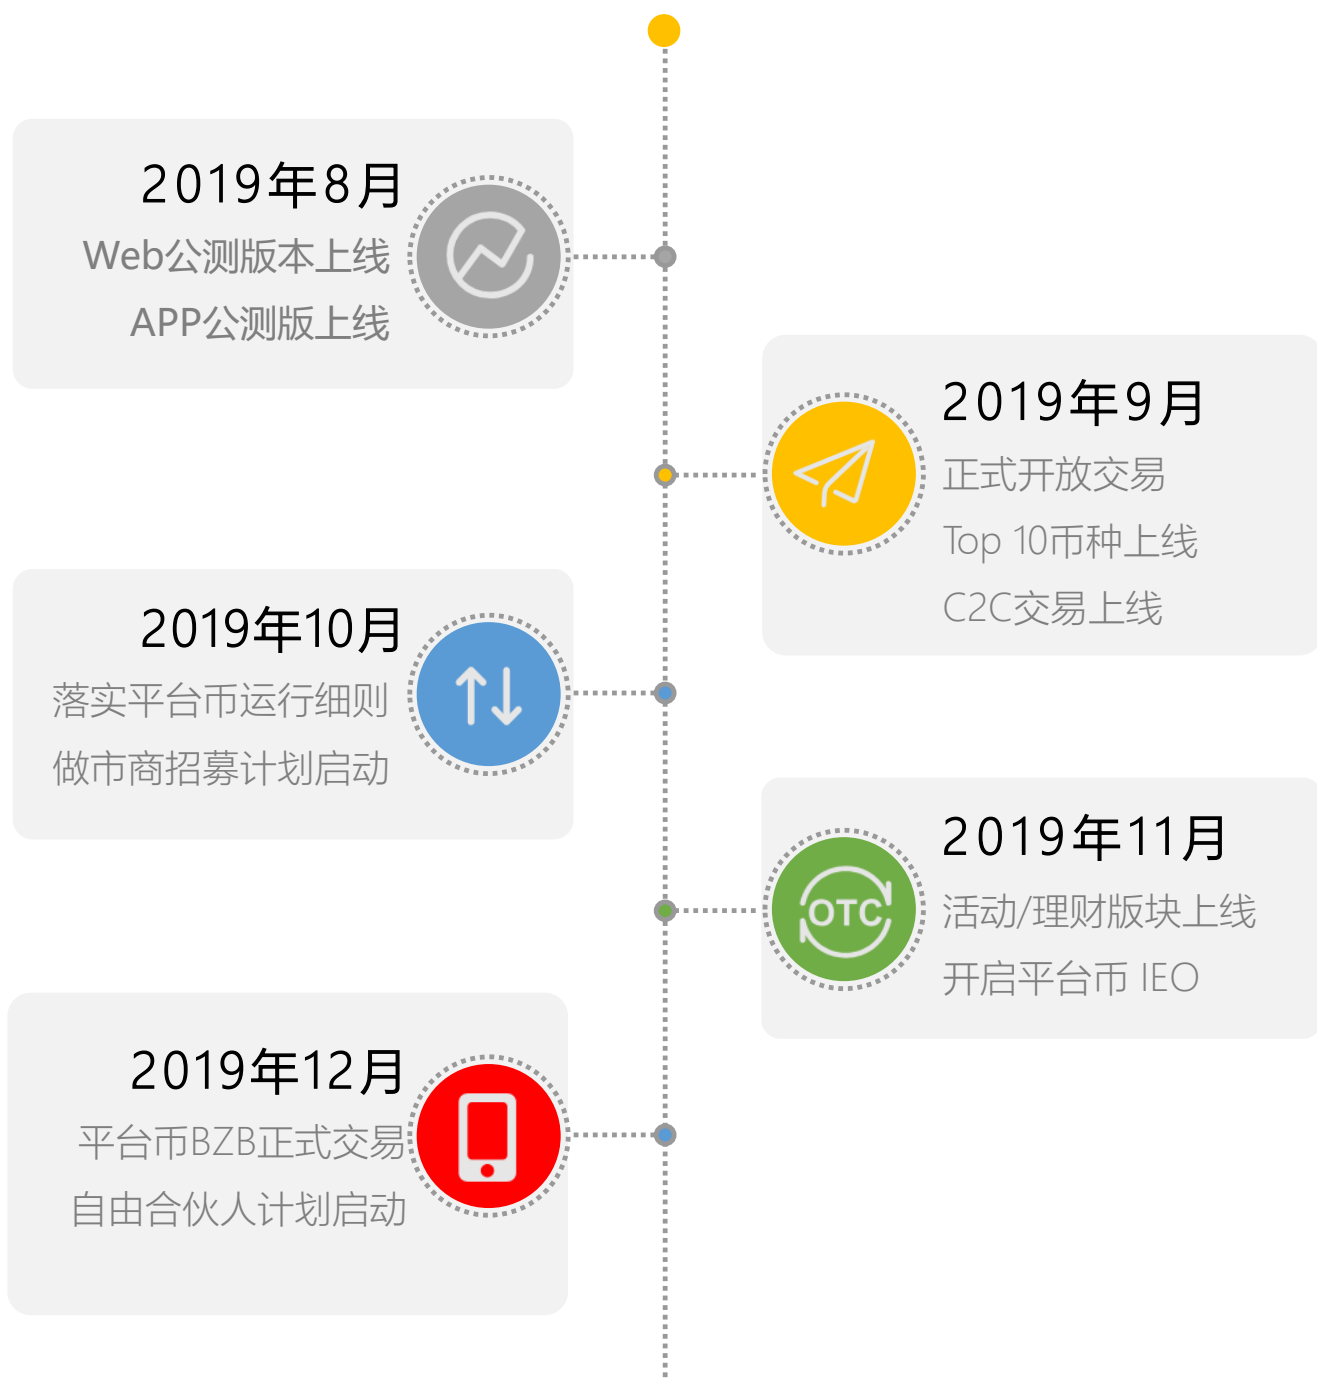 2019年8月
Web公测版本上线
APP公测版上线
2019年9月
正式开放交易
Top 10币种上线
C2C交易上线
2019年10月
落实平台币运行细则
做市商招募计划启动
2019年11月
OTC
活动/理财版块上线
开启平台币 IEO
2019年12月
平台币BZB正式交易
自由合伙人计划启动